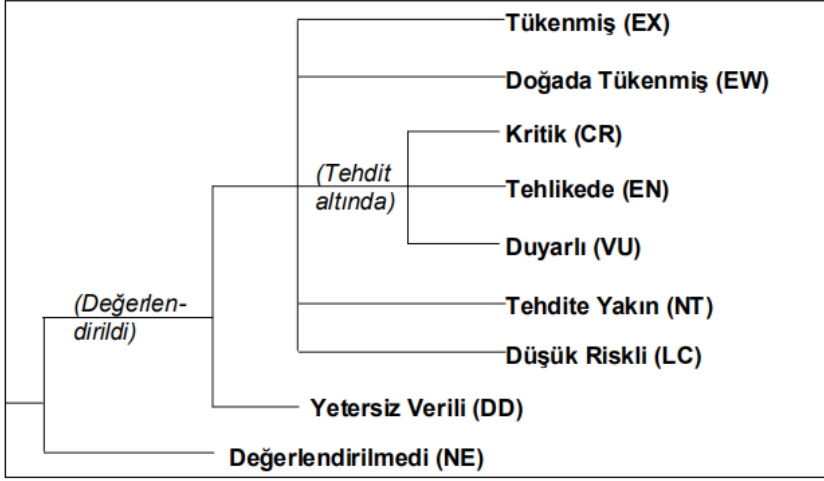 Tükenmiş (EX)
Doğada Tükenmiş (EW)
Kritik (CR)
(Tehdit
altında)
Tehlikede (EN)
Duyarlı (VU)
(Değerlen-
dirildi)
Tehdite Yakın (NT)
Düşük Riskli (LC)
Yetersiz Verili (DD)
Değerlendirilmedi (NE)